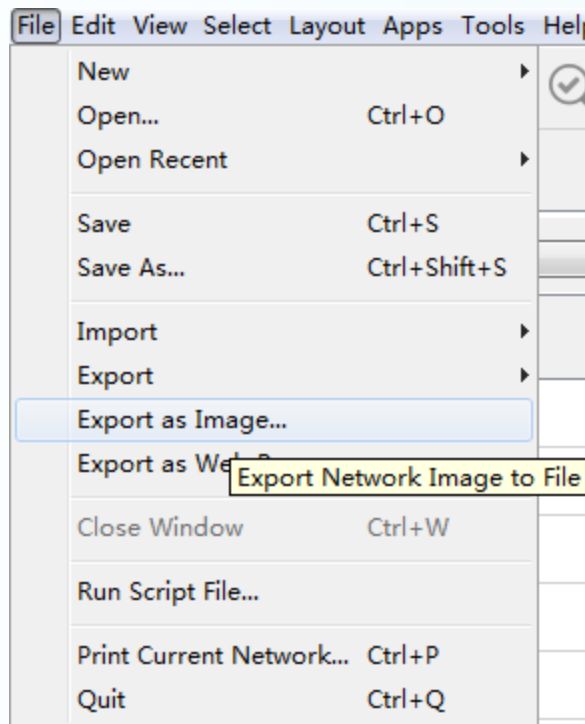 File Edit View Select Layout Apps Tools
New
Open... Ctrl+O
Open Recent
Save Ctrl+S
Save As... Ctrl+Shift+S
Import
Export
Export as Image...
Export as
Export Network Image to File
Close Window Ctrl+W
Run Script File...
Print Current Network... Ctrl+P
Quit Ctrl+Q